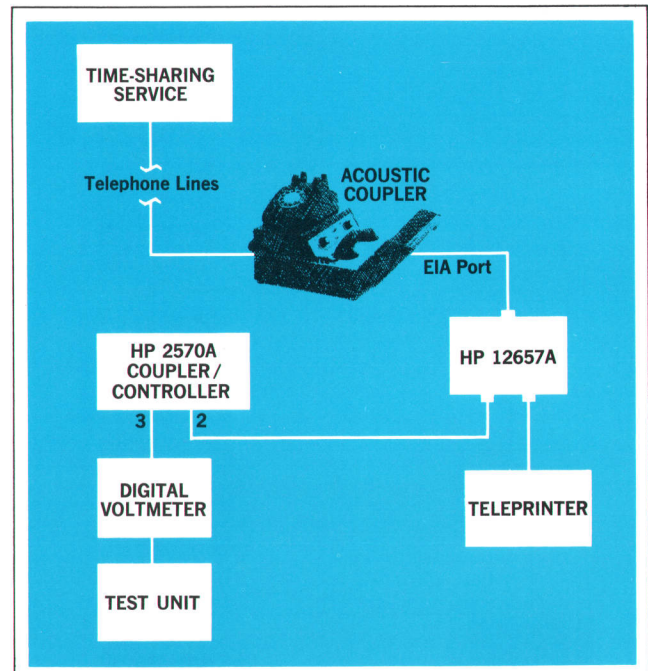 TIME-SHARING
SERVICE
Telephone Lines
ACOUSTIC
COUPLER
EIA Port
HP 2570A
COUPLER/
CONTROLLER
3 2
HP 12657A
DIGITAL
VOLTMETER
TELEPRINTER
TEST UNIT